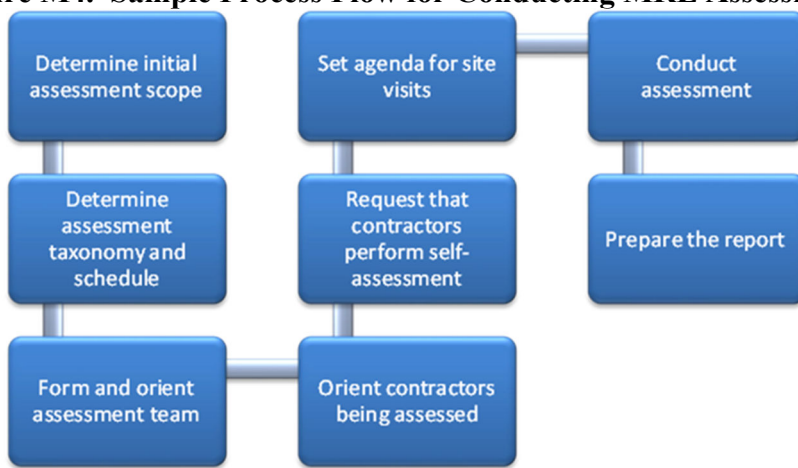 M4. Sample Process Flow for Conducting MRL
Determine initial
assessment scope
Determine
assessment
taxonomy and
schedule
Form and orient
assessment team
Orient contractors
being assessed
Request that
contractors
perform self-
assessment
Set agenda for site
visits
Conduct
assessment
Prepare the report